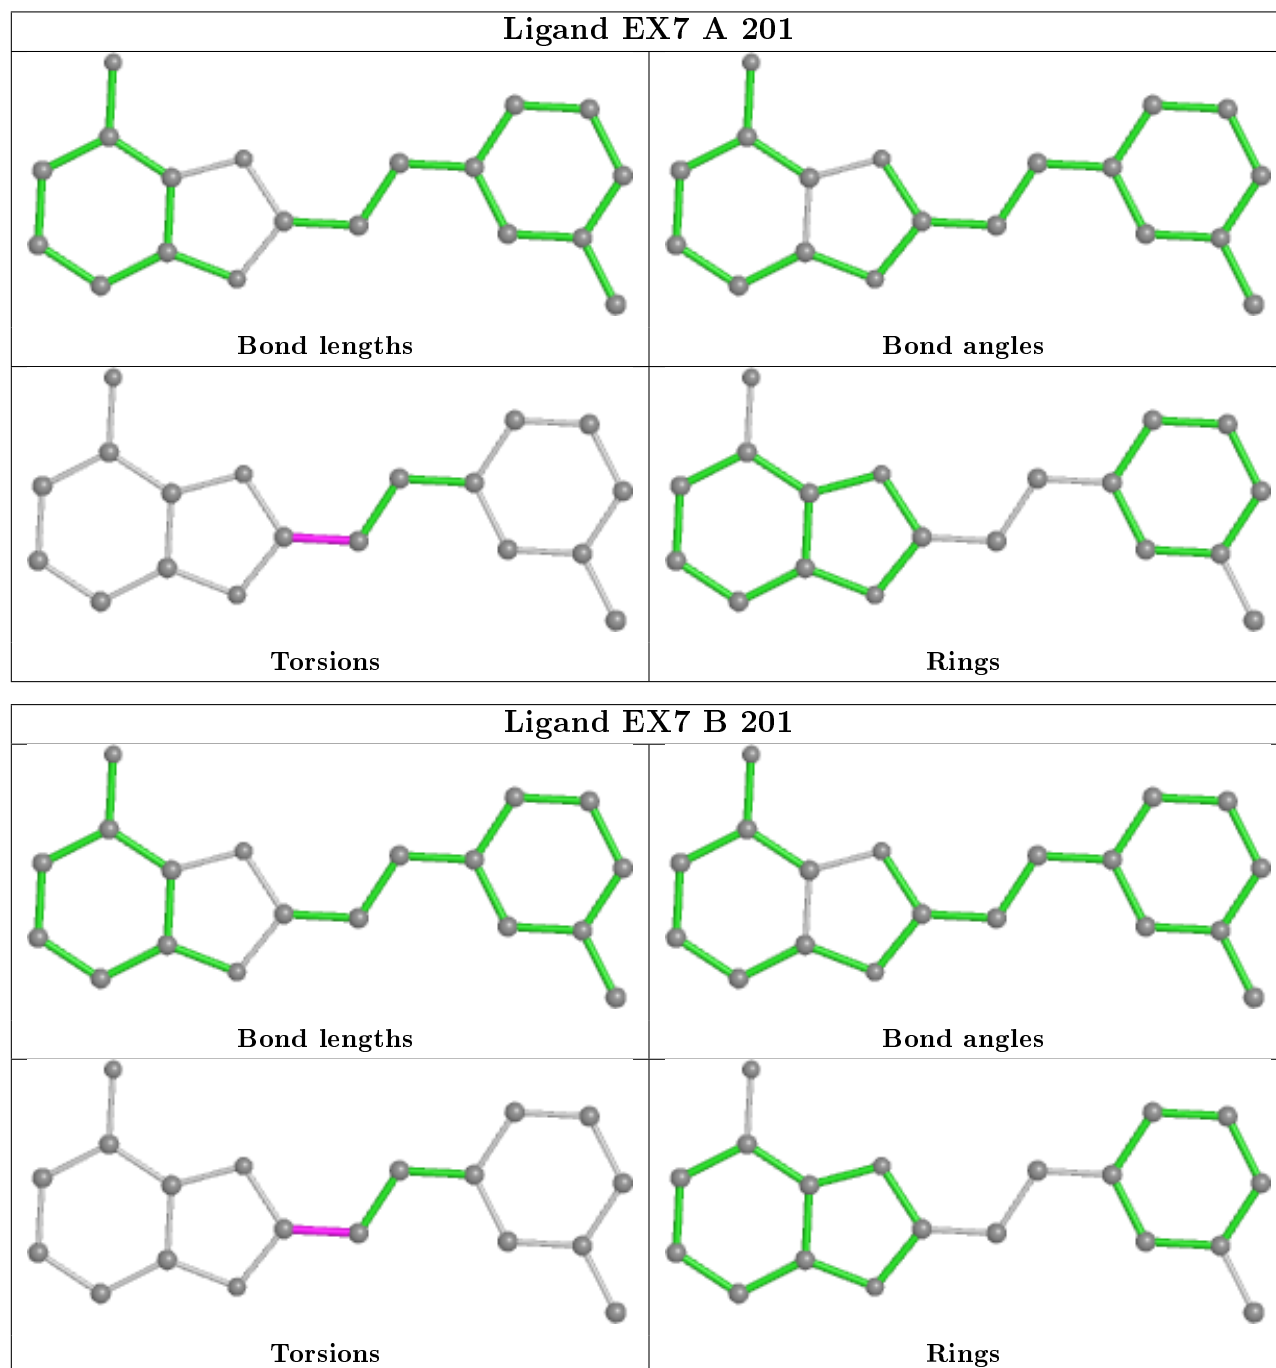 Ligand EX7 A 201
Bond lengths
Bond angles
Torsions
Rings
Ligand EX7 B 201
Bond lengths
Bond angles
Torsions
Rings